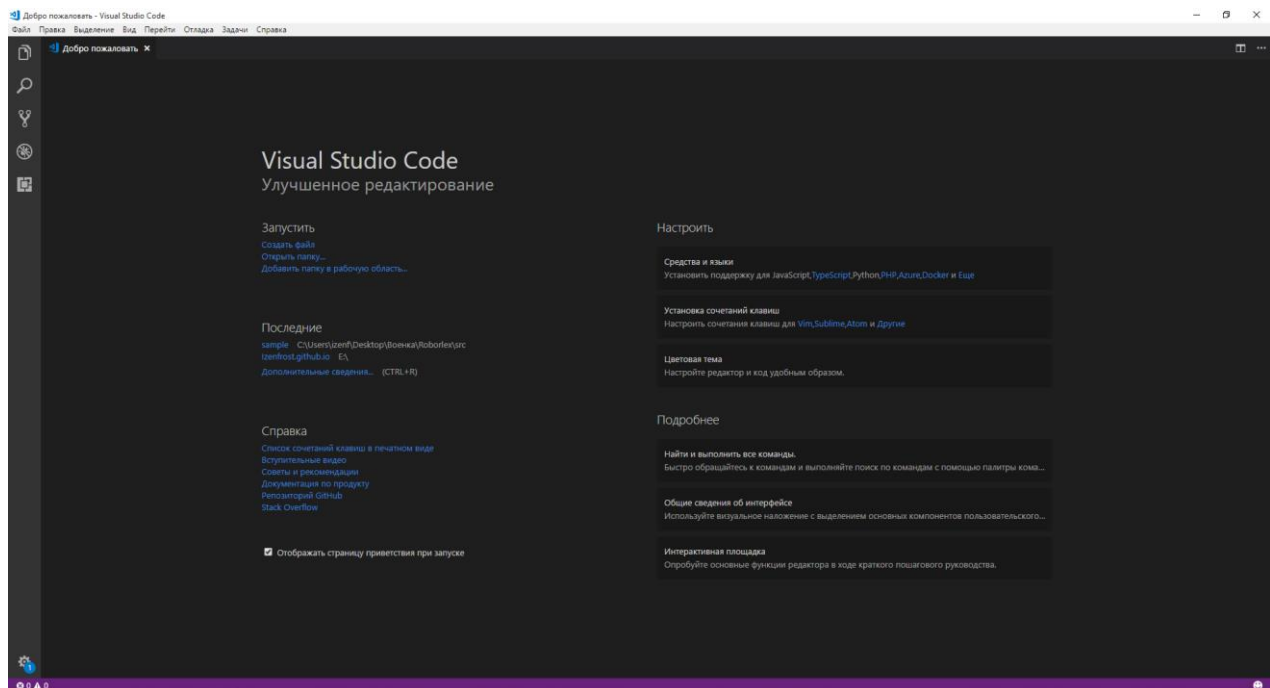 Добро пожаловать - Visual Studio Code
Файл Правка Выделение Вид Перейти Отладка Задачи Справка
Добро пожаловать
Visual Studio Code
Улучшенное редактирование
Запустить
Создать файл
Открыть папку...
Добавить папку в рабочую область...
Последние
sample C:\Users\izenf\Desktop\Военка\Roborlex\src
izenfrost.github.io E:\
Дополнительные сведения... (CTRL+R)
Справка
Список сочетаний клавиш в печатном виде
Вступительные видео
Советы и рекомендации
Документация по продукту
Репозиторий GitHub
Stack Overflow
Отображать страницу приветствия при запуске
Настроить
Средства и языки
Установить поддержку для JavaScript,TypeScript,Python,PHP,Azure,Docker и Еще
Установка сочетаний клавиш
Настроить сочетания клавиш для Vim,Sublime,Atom и Другие
Цветовая тема
Настройте редактор и код удобным образом.
Подробнее
Найти и выполнить все команды.
Быстро обращайтесь к командам и выполняйте поиск по командам с помощью палитры кома...
Общие сведения об интерфейсе
Используйте визуальное наложение с выделением основных компонентов пользовательского...
Интерактивная площадка
Опробуйте основные функции редактора в ходе краткого пошагового руководства.
1
0 0